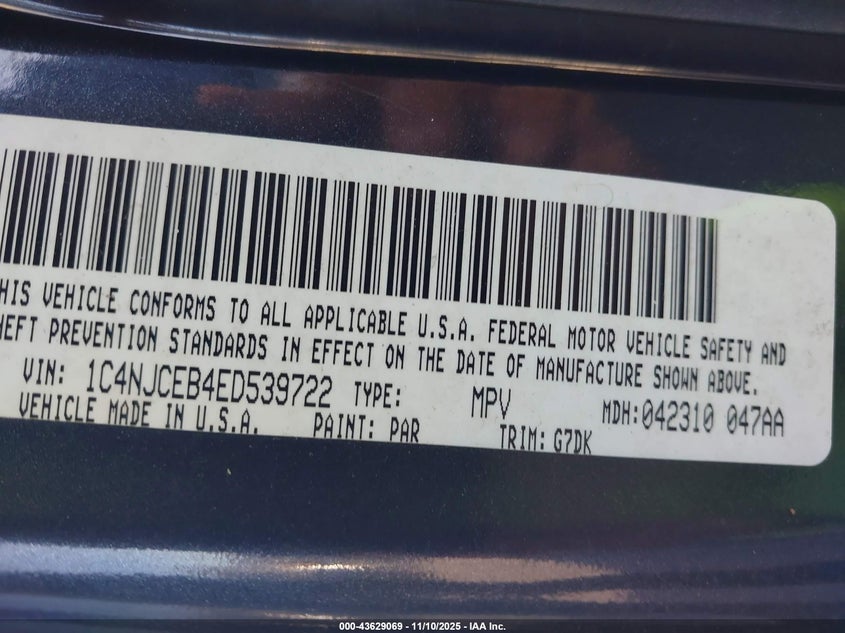 HIS VEHICLE CONFORMS TO ALL APPLICABLE U.S.A. FEDERAL MOTOR VEHICLE SAFETY AND
HEFT PREVENTION STANDARDS IN EFFECT ON THE DATE OF MANUFACTURE SHOWN ABOVE.
VIN: 1C4NJCEB4ED539722 TYPE: MPV MDH:042310 047AA
VEHICLE MADE IN U.S.A. PAINT: PAR TRIM: G7DK
000-43629069 - 11/10/2025 - IAA Inc.